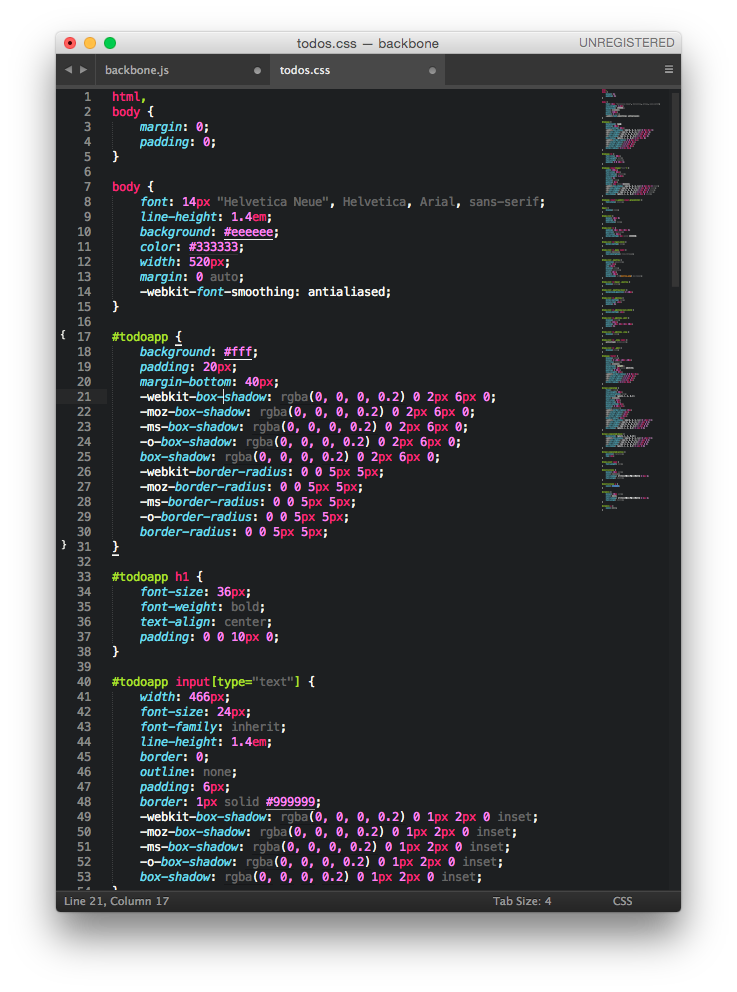 todos.css — backbone
UNREGISTERED
backbone.js
todos.css
1 html,
2 body {
3     margin: 0;
4     padding: 0;
5 }
6
7 body {
8     font: 14px "Helvetica Neue", Helvetica, Arial, sans-serif;
9     line-height: 1.4em;
10     background: #eeeeee;
11     color: #333333;
12     width: 520px;
13     margin: 0 auto;
14     -webkit-font-smoothing: antialiased;
15 }
16
{ 17 #todoapp {
18     background: #fff;
19     padding: 20px;
20     margin-bottom: 40px;
21     -webkit-box-shadow: rgba(0, 0, 0, 0.2) 0 2px 6px 0;
22     -moz-box-shadow: rgba(0, 0, 0, 0.2) 0 2px 6px 0;
23     -ms-box-shadow: rgba(0, 0, 0, 0.2) 0 2px 6px 0;
24     -o-box-shadow: rgba(0, 0, 0, 0.2) 0 2px 6px 0;
25     box-shadow: rgba(0, 0, 0, 0.2) 0 2px 6px 0;
26     -webkit-border-radius: 0 0 5px 5px;
27     -moz-border-radius: 0 0 5px 5px;
28     -ms-border-radius: 0 0 5px 5px;
29     -o-border-radius: 0 0 5px 5px;
30     border-radius: 0 0 5px 5px;
} 31 }
32
33 #todoapp h1 {
34     font-size: 36px;
35     font-weight: bold;
36     text-align: center;
37     padding: 0 0 10px 0;
38 }
39
40 #todoapp input[type="text"] {
41     width: 466px;
42     font-size: 24px;
43     font-family: inherit;
44     line-height: 1.4em;
45     border: 0;
46     outline: none;
47     padding: 6px;
48     border: 1px solid #999999;
49     -webkit-box-shadow: rgba(0, 0, 0, 0.2) 0 1px 2px 0 inset;
50     -moz-box-shadow: rgba(0, 0, 0, 0.2) 0 1px 2px 0 inset;
51     -ms-box-shadow: rgba(0, 0, 0, 0.2) 0 1px 2px 0 inset;
52     -o-box-shadow: rgba(0, 0, 0, 0.2) 0 1px 2px 0 inset;
53     box-shadow: rgba(0, 0, 0, 0.2) 0 1px 2px 0 inset;
54 }
Line 21, Column 17
Tab Size: 4
CSS